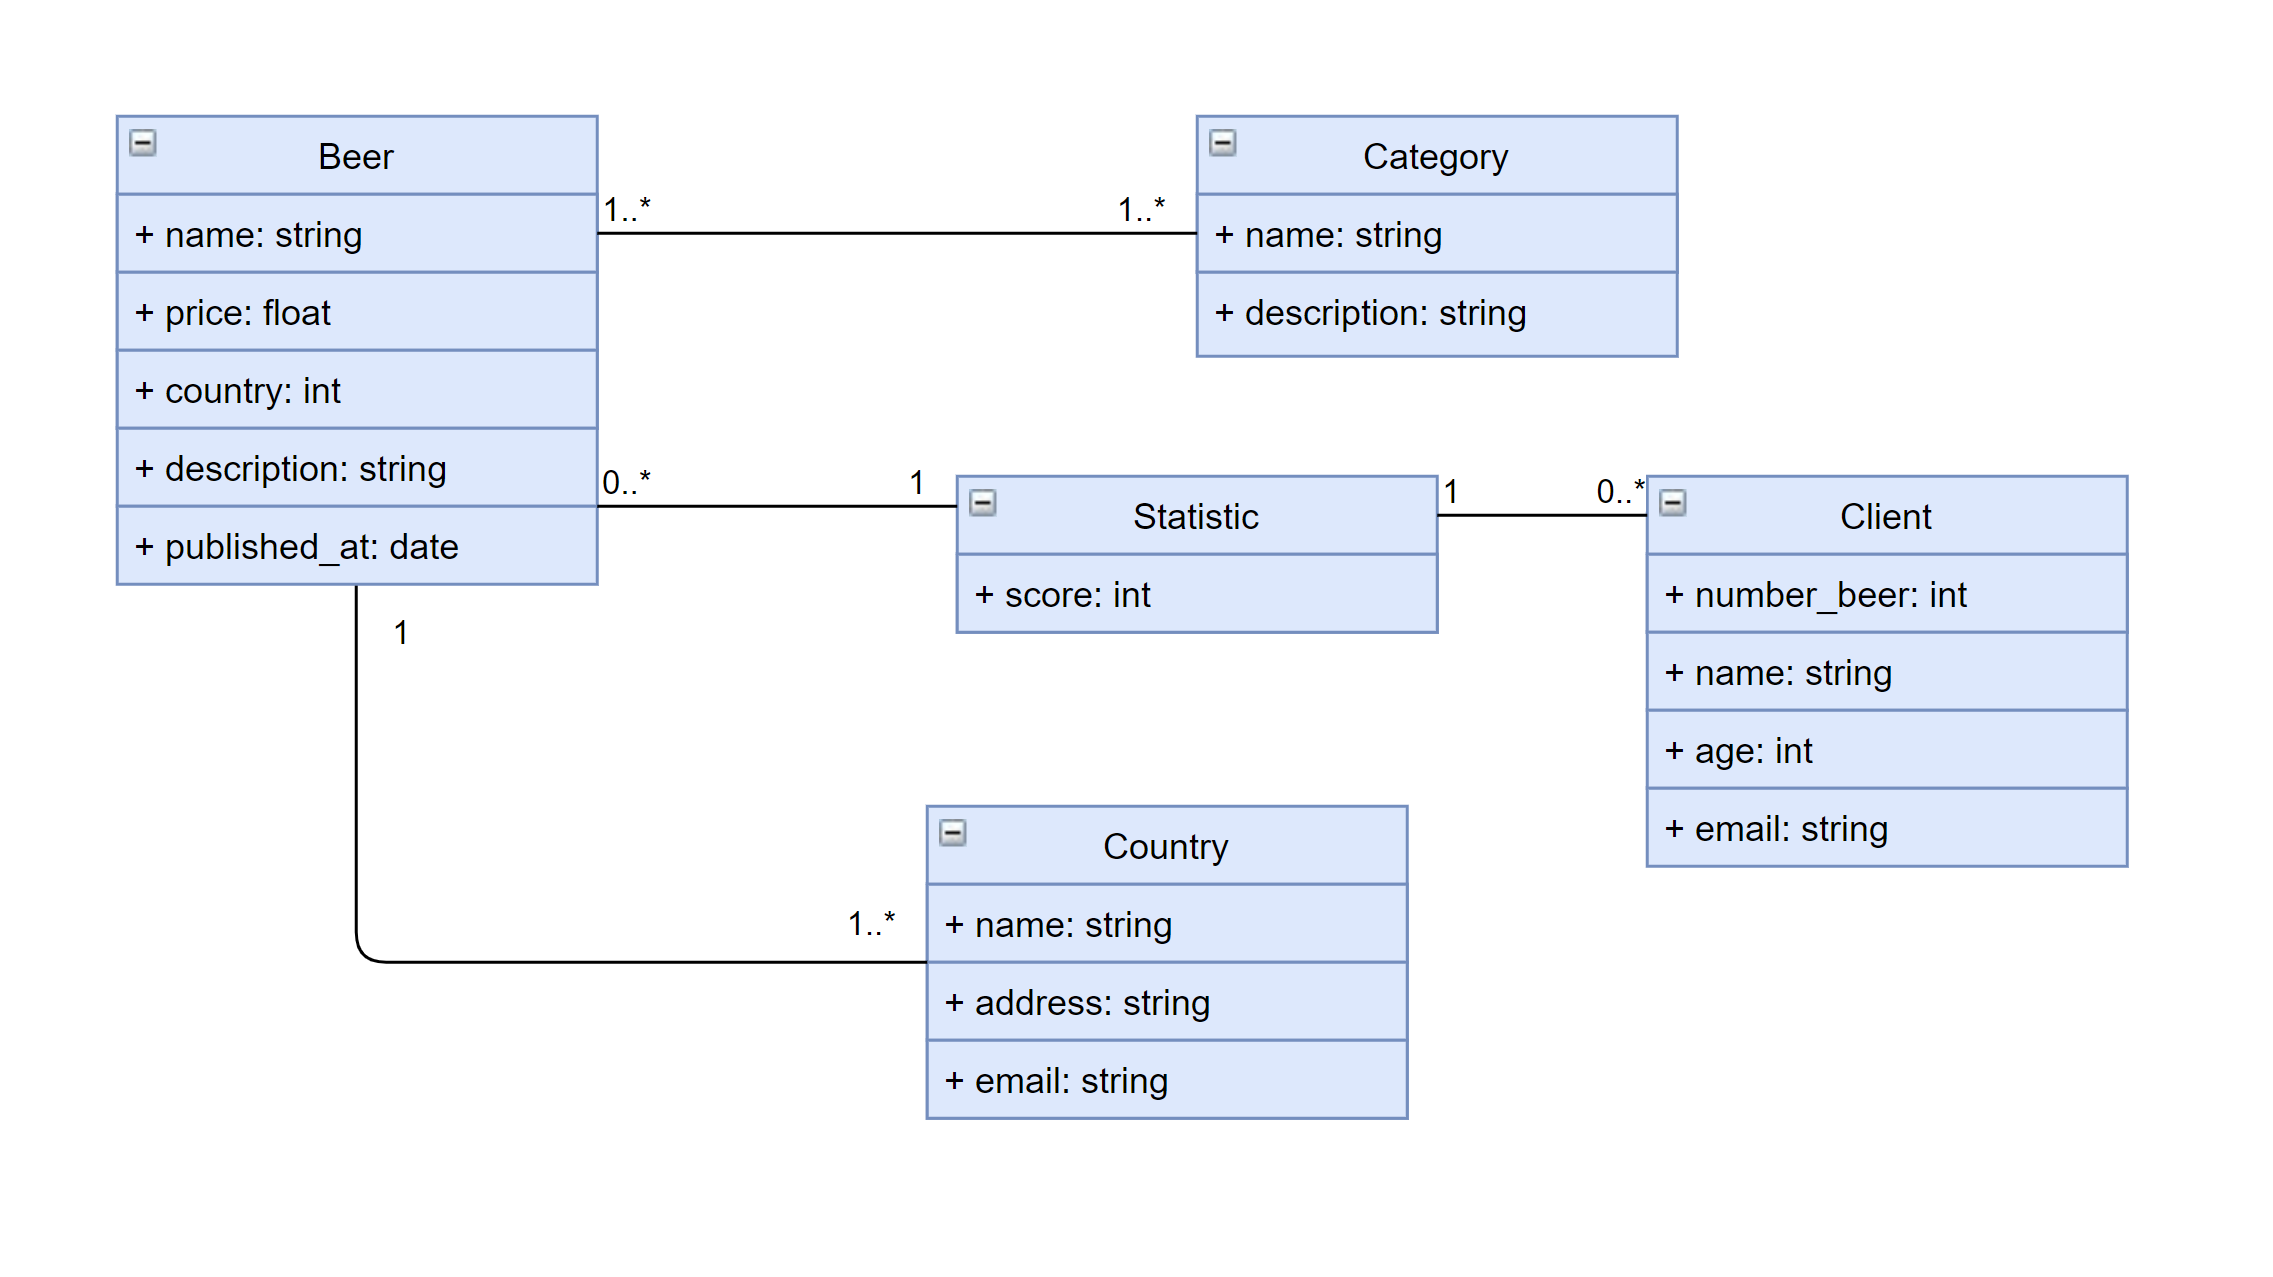 Beer
+ name: string
+ price: float
+ country: int
+ description: string
+ published_at: date
1..*
1..*
Category
+ name: string
+ description: string
0..*
1
Statistic
+ score: int
1
0..*
Client
+ number_beer: int
+ name: string
+ age: int
+ email: string
1
1..*
Country
+ name: string
+ address: string
+ email: string